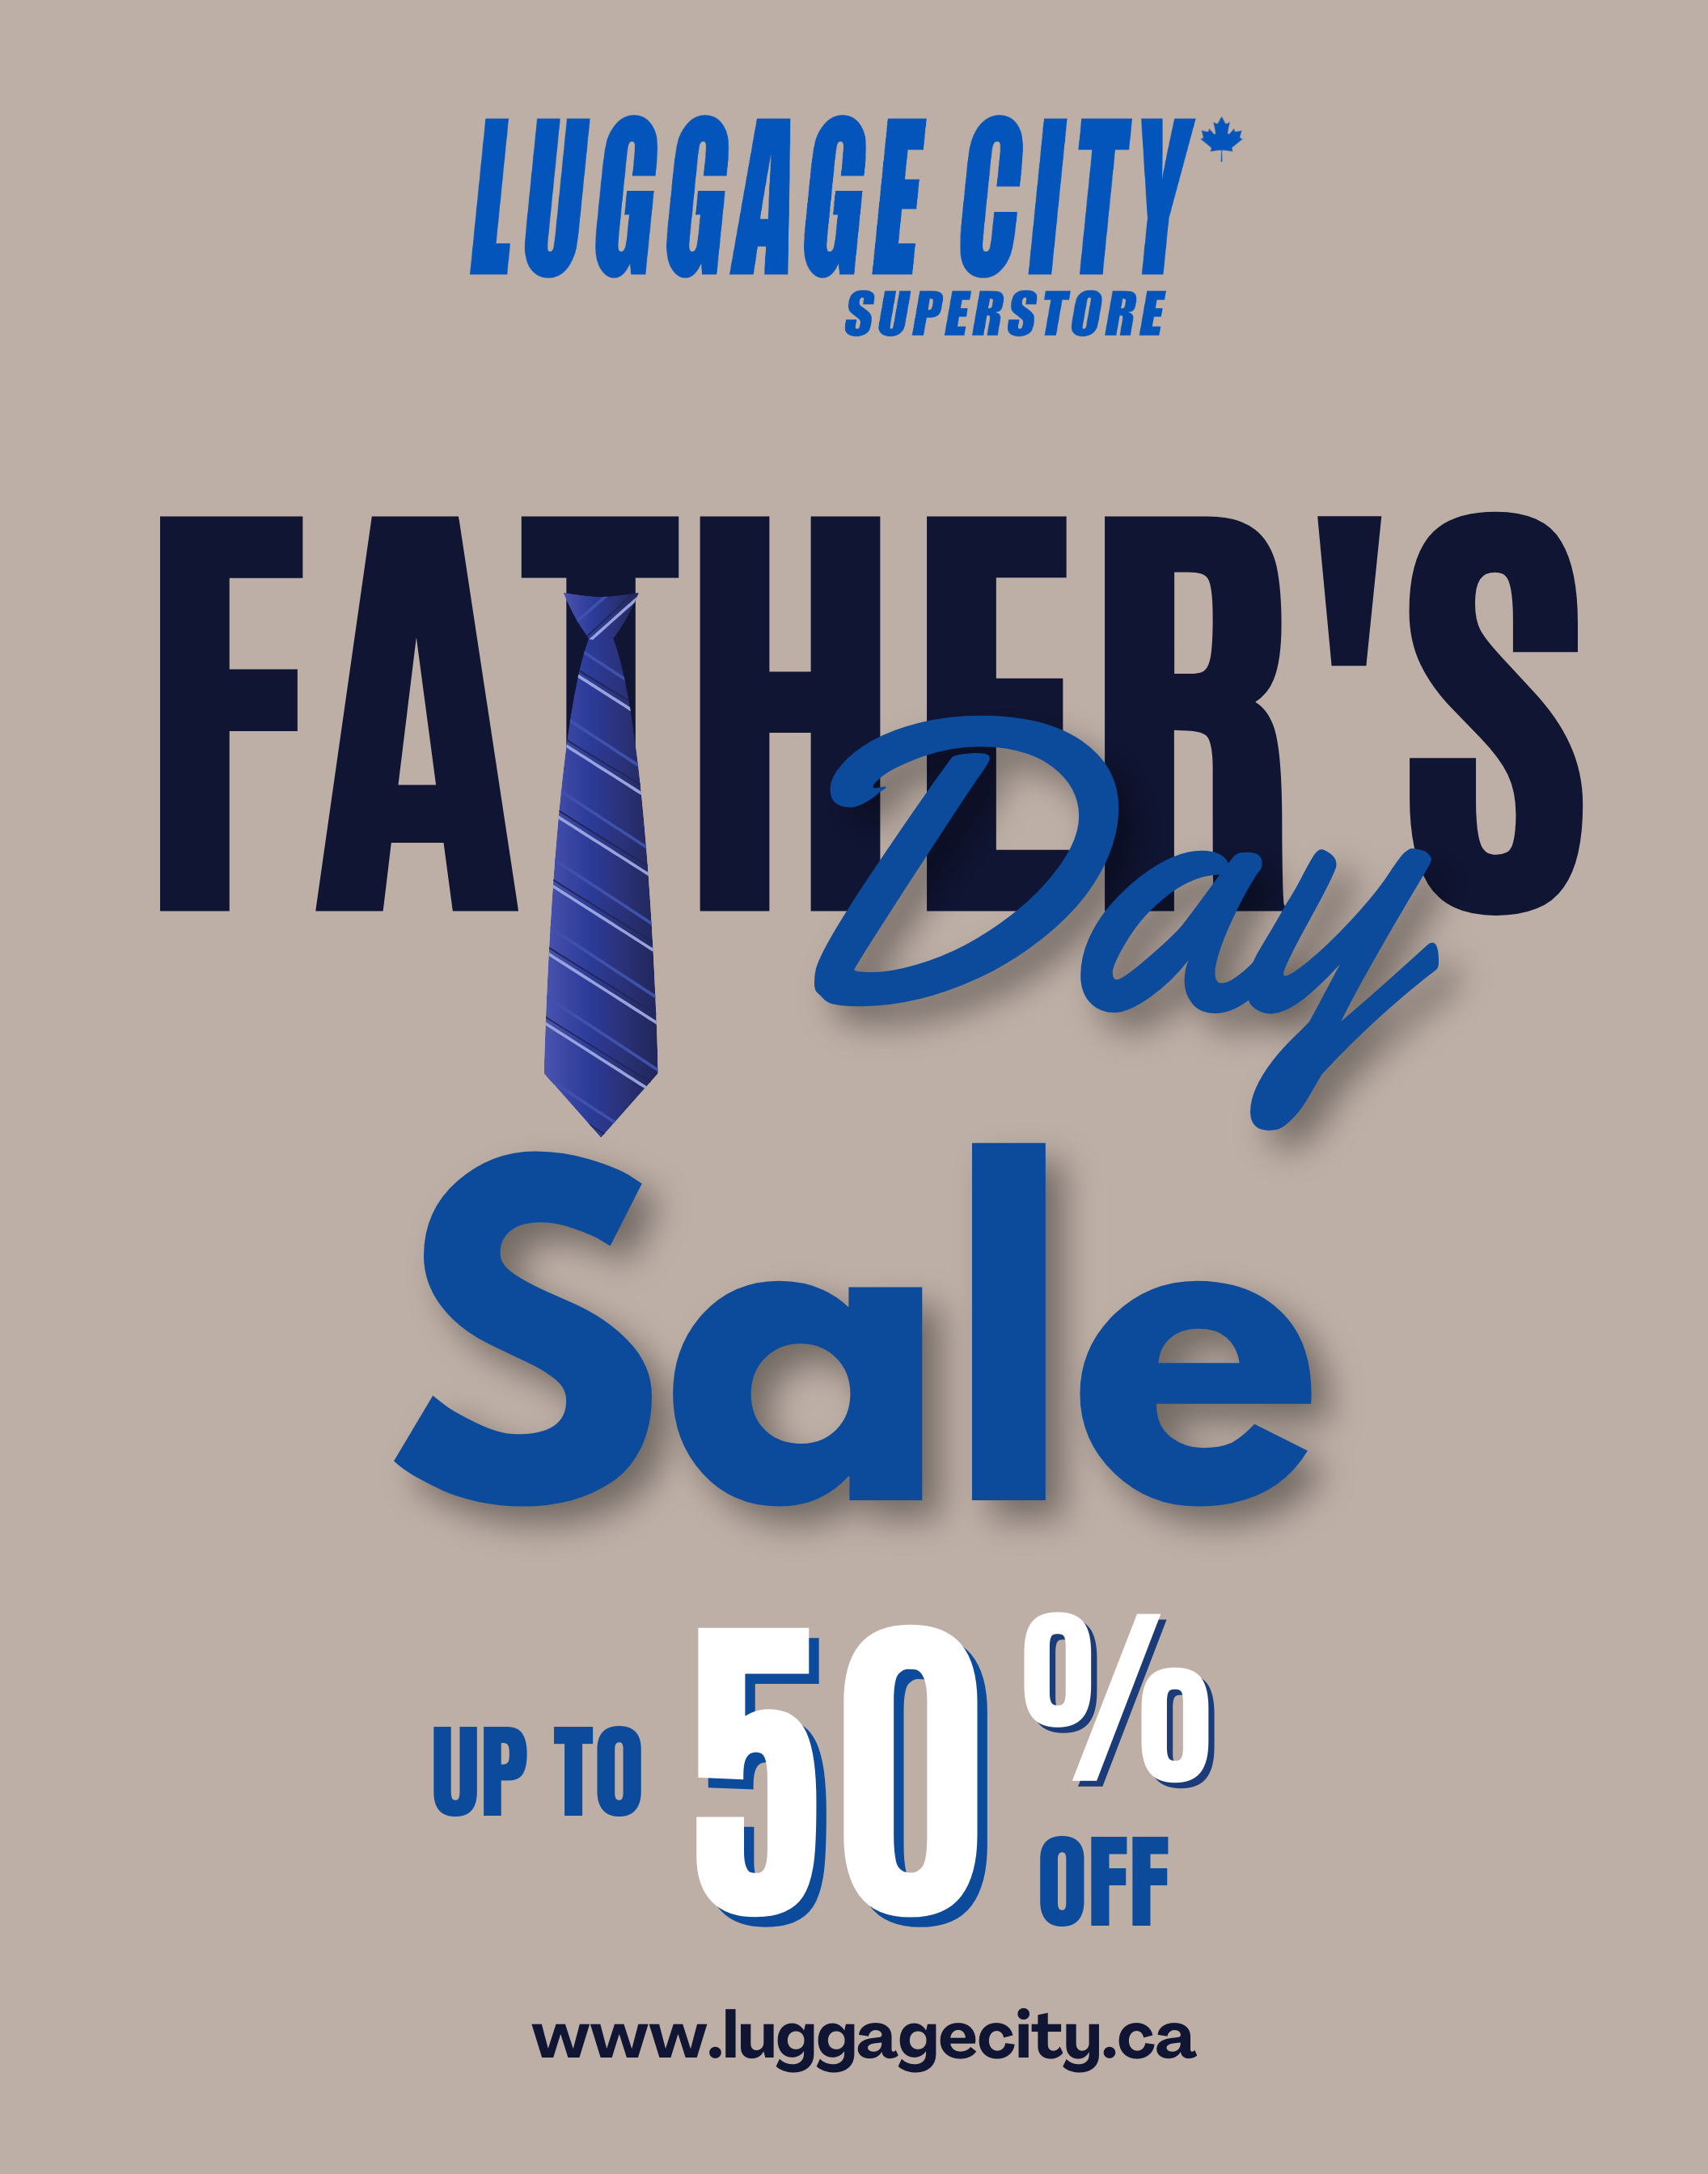 LUGGAGE CITY
SUPERSTORE
FATHER'S
Day
Sale
UP TO 50% OFF
www.luggagecity.ca